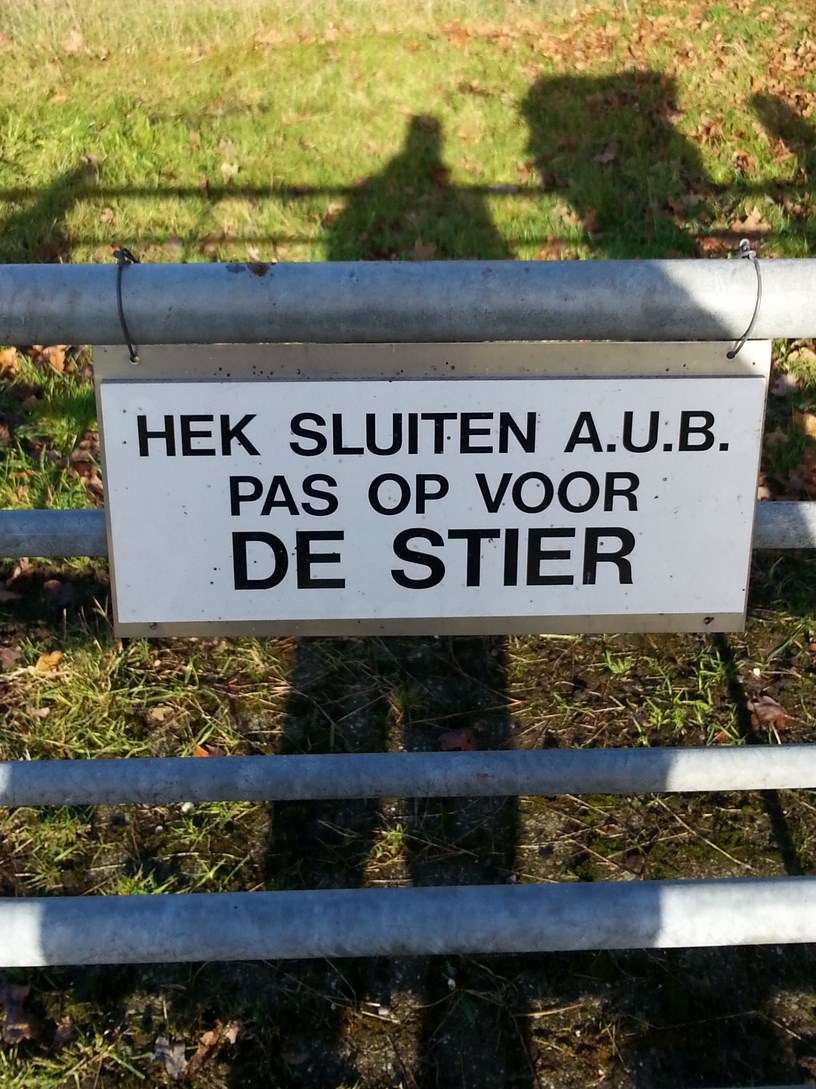 HEK SLUITEN A.U.B.
PAS OP VOOR
DE STIER